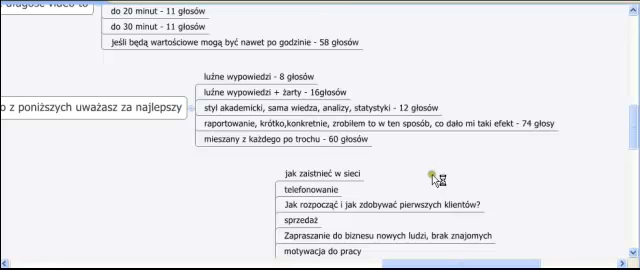 długość video to
do 20 minut - 11 głosów
do 30 minut - 11 głosów
jeśli będą wartościowe mogą być nawet po godzinie - 58 głosów
luźne wypowiedzi - 8 głosów
luźne wypowiedzi + żarty - 16głosów
o z poniższych uważasz za najlepszy
styl akademicki, sama wiedza, analizy, statystyki - 12 głosów
raportowanie, krótko,konkretnie, zrobiłem to w ten sposób, co dało mi taki efekt - 74 głosy
mieszany z każdego po trochu - 60 głosów
jak zaistnieć w sieci
telefonowanie
Jak rozpocząć i jak zdobywać pierwszych klientów?
sprzedaż
Zapraszanie do biznesu nowych ludzi, brak znajomych
motywacja do pracy